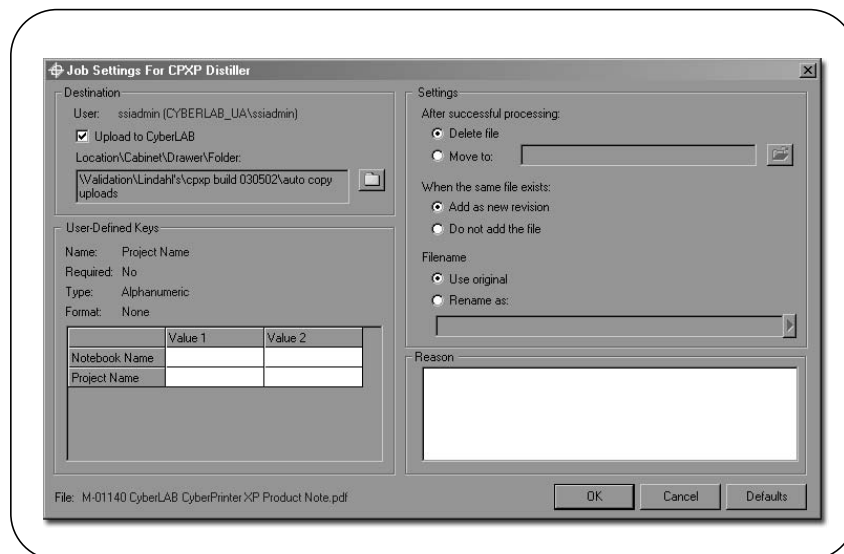 Job Settings For CPXP Distiller
Destination
User: ssiadmin (CYBERLAB_UA\ssiadmin)
Upload to CyberLAB
Location\Cabinet\Drawer\Folder:
\Validation\Lindahl's\cpxp build 030502\auto copy
uploads
User-Defined Keys
Name: Project Name
Required: No
Type: Alphanumeric
Format: None
Value 1 Value 2
Notebook Name
Project Name
Settings
After successful processing:
Delete file
Move to:
When the same file exists:
Add as new revision
Do not add the file
Filename
Use original
Rename as:
Reason
File: M-01140 CyberLAB CyberPrinter XP Product Note.pdf
OK Cancel Defaults